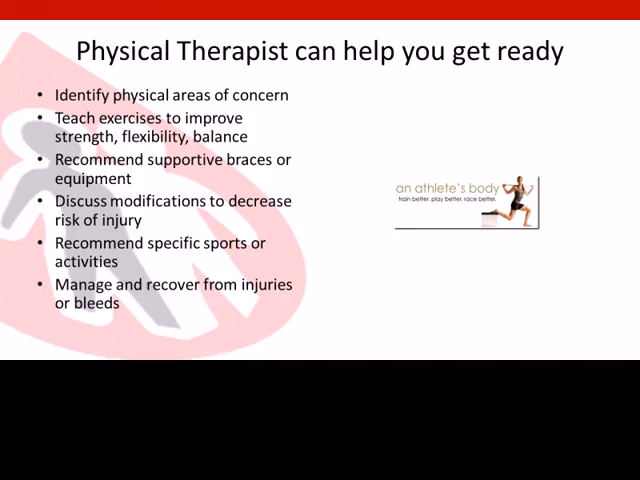 Physical Therapist can help you get ready
• Identify physical areas of concern
• Teach exercises to improve
strength, flexibility, balance
• Recommend supportive braces or
equipment
• Discuss modifications to decrease
risk of injury
• Recommend specific sports or
activities
• Manage and recover from injuries
or bleeds
an athlete's body
train better. play better. race better.